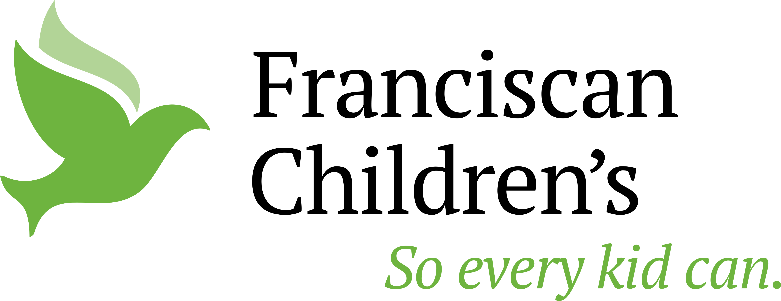 Franciscan
Children’s
So every kid can.